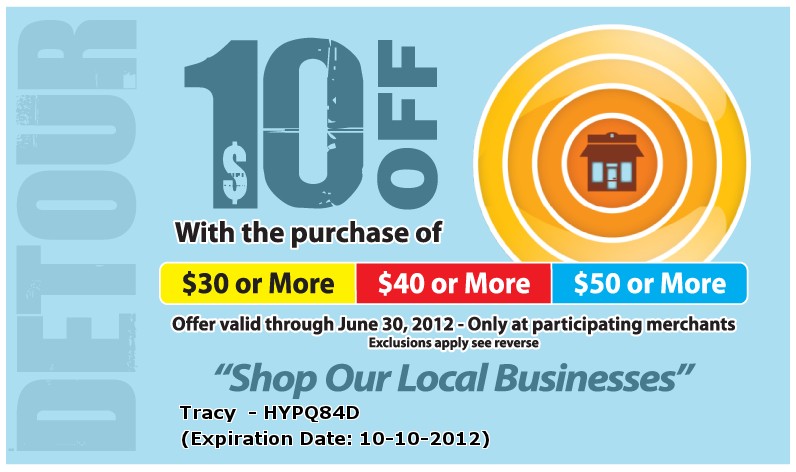 DETOUR
$10 OFF
With the purchase of
$30 or More $40 or More $50 or More
Offer valid through June 30, 2012 - Only at participating merchants
Exclusions apply see reverse
“Shop Our Local Businesses”
Tracy - HYPQ84D
(Expiration Date: 10-10-2012)